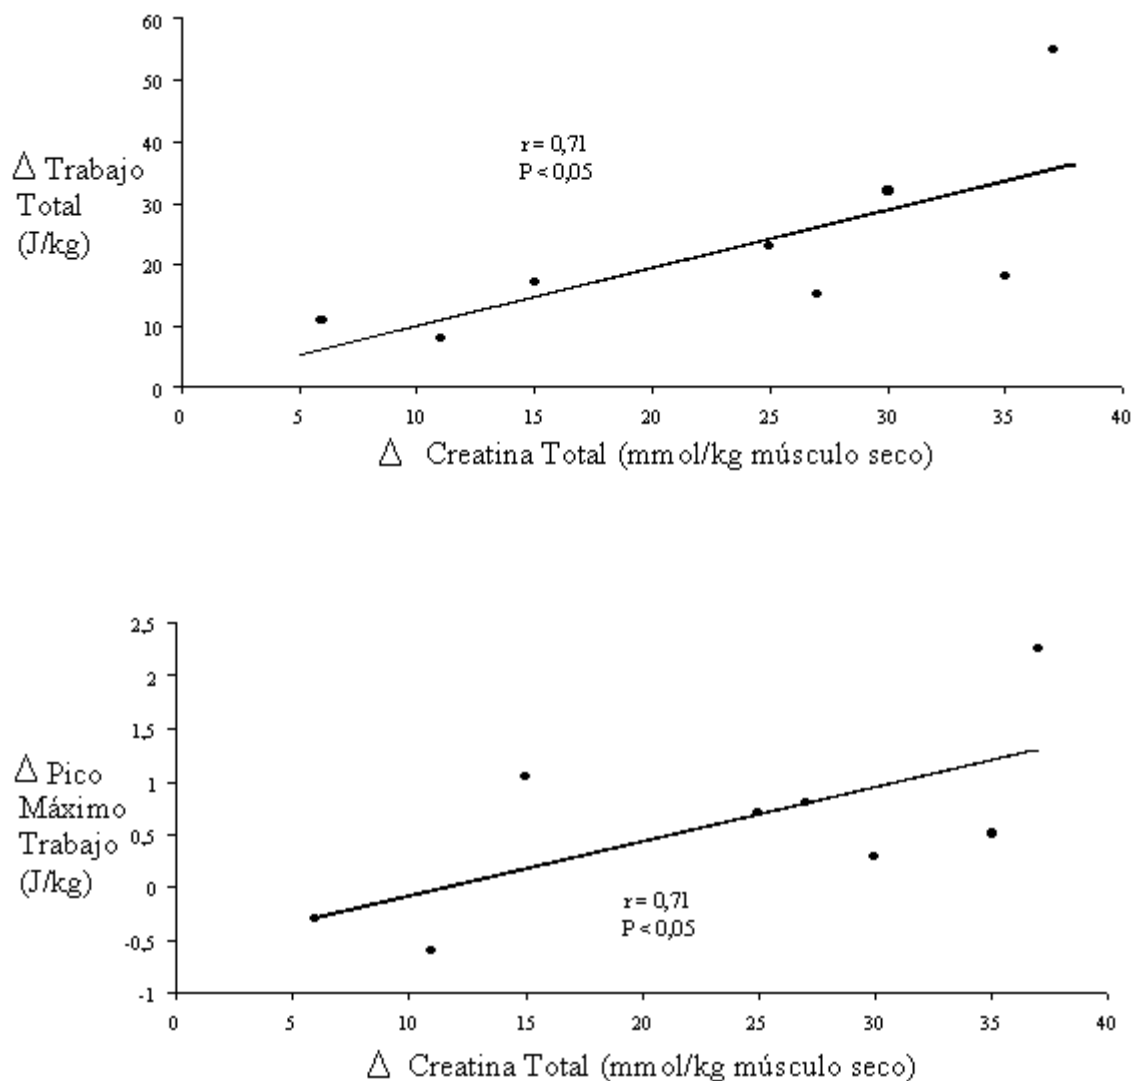 60
50
40
30
20
10
0
Δ Trabajo
Total
(J/kg)
r = 0,71
P < 0,05
0 5 10 15 20 25 30 35 40
Δ Creatina Total (mmol/kg músculo seco)
2,5
2
1,5
1
0,5
0
-0,5
-1
Δ Pico
Máximo
Trabajo
(J/kg)
r = 0,71
P < 0,05
0 5 10 15 20 25 30 35 40
Δ Creatina Total (mmol/kg músculo seco)